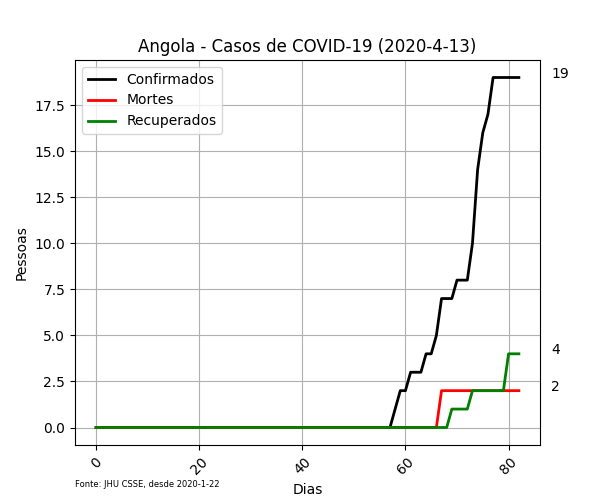 Angola - Casos de COVID-19 (2020-4-13)
Confirmados
Mortes
Recuperados
19
4
2
Pessoas
17.5
15.0
12.5
10.0
7.5
5.0
2.5
0.0
0 20 40 60 80
Dias
Fonte: JHU CSSE, desde 2020-1-22